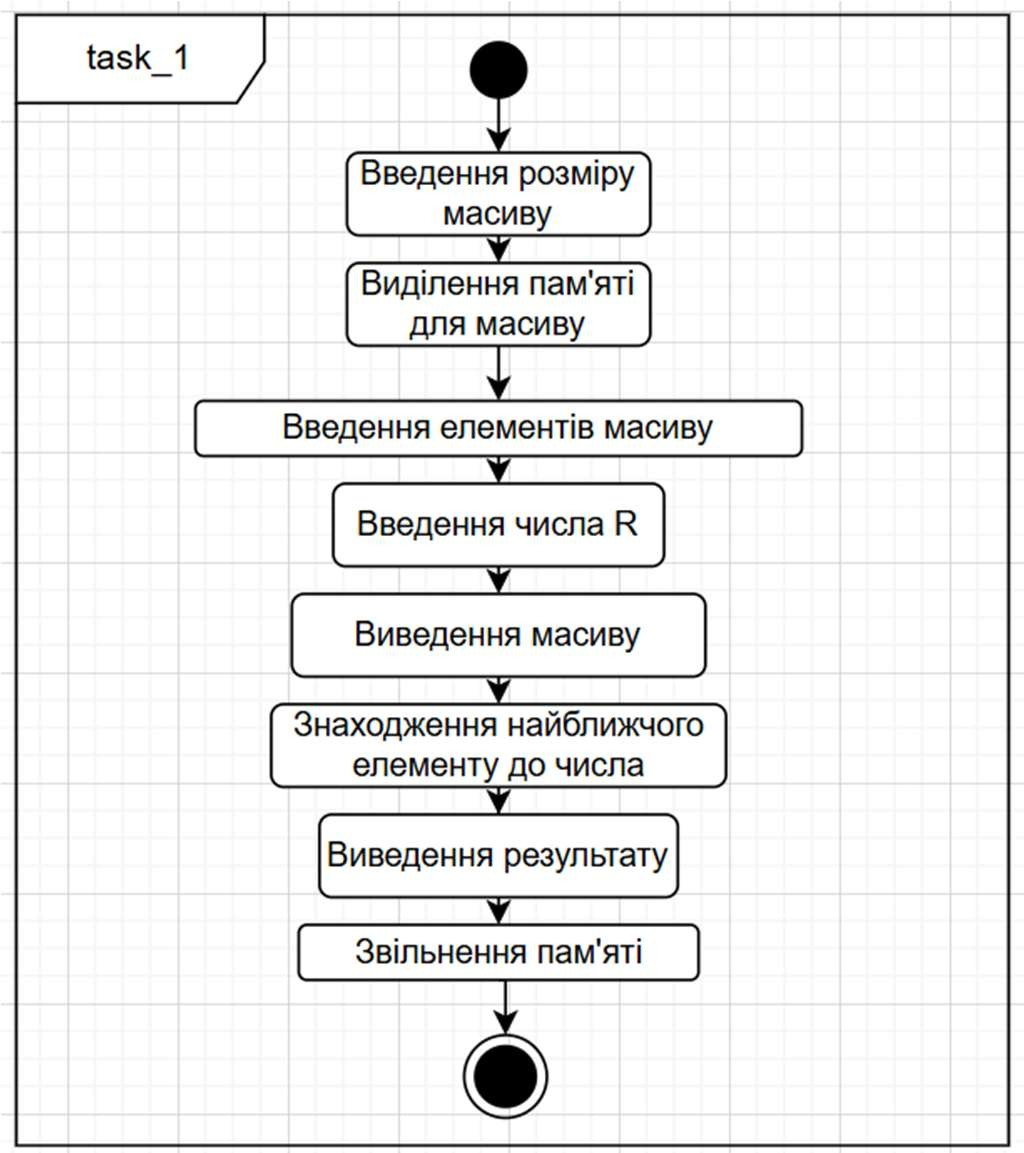 task_1
Введення розміру
масиву
Виділення пам'яті
для масиву
Введення елементів масиву
Введення числа R
Виведення масиву
Знаходження найближчого
елементу до числа
Виведення результату
Звільнення пам'яті